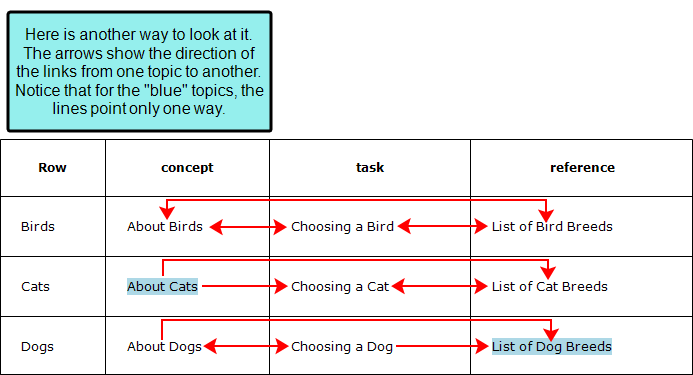 Here is another way to look at it.
The arrows show the direction of
the links from one topic to another.
Notice that for the "blue" topics, the
lines point only one way.
Row concept task reference
Birds About Birds Choosing a Bird List of Bird Breeds
Cats About Cats Choosing a Cat List of Cat Breeds
Dogs About Dogs Choosing a Dog List of Dog Breeds